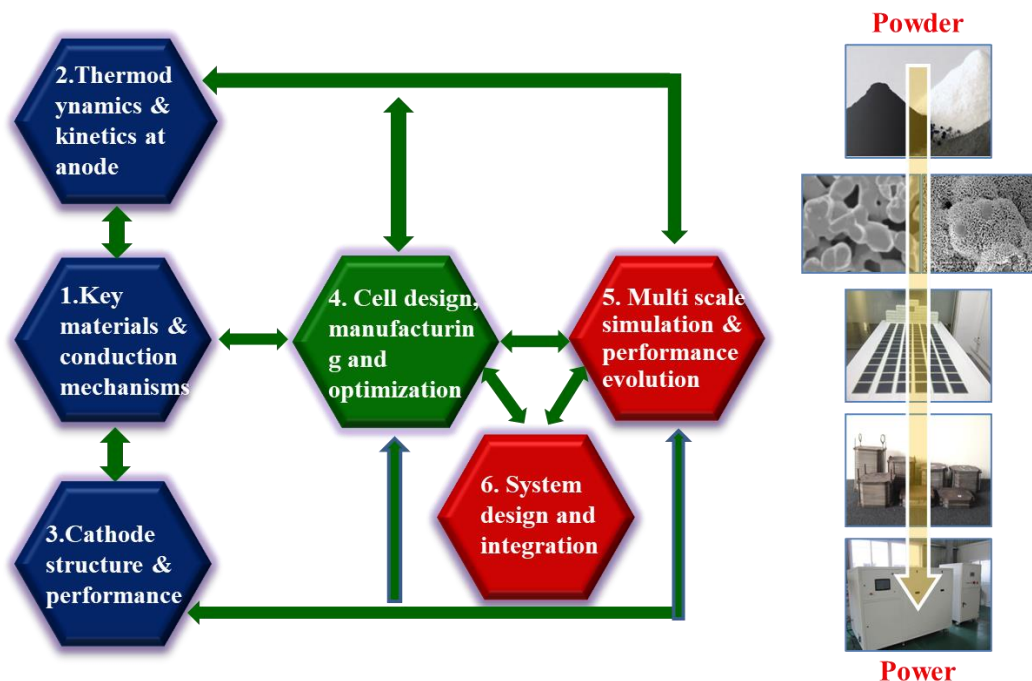 Powder
2.Thermod
ynamics &
kinetics at
anode
1.Key
materials &
conduction
mechanisms
4. Cell design,
manufacturin
g and
optimization
5. Multi scale
simulation &
performance
evolution
6. System
design and
integration
3.Cathode
structure &
performance
Power